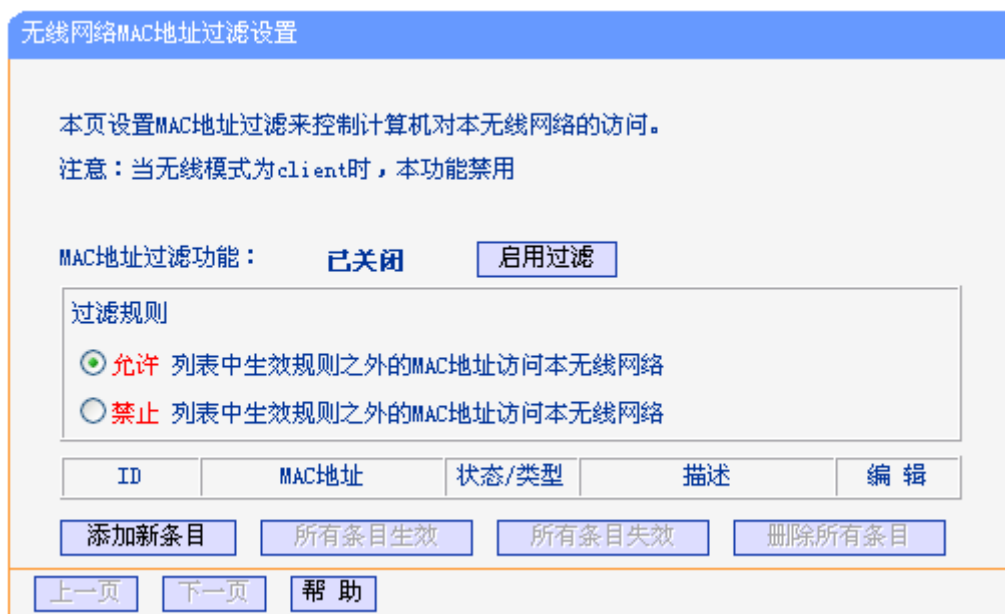 无线网络MAC地址过滤设置
本页设置MAC地址过滤来控制计算机对本无线网络的访问。
注意：当无线模式为client时，本功能禁用
MAC地址过滤功能： 已关闭 启用过滤
过滤规则
允许 列表中生效规则之外的MAC地址访问本无线网络
禁止 列表中生效规则之外的MAC地址访问本无线网络
ID MAC地址 状态/类型 描述 编 辑
添加新条目 所有条目生效 所有条目失效 删除所有条目
上一页 下一页 帮 助